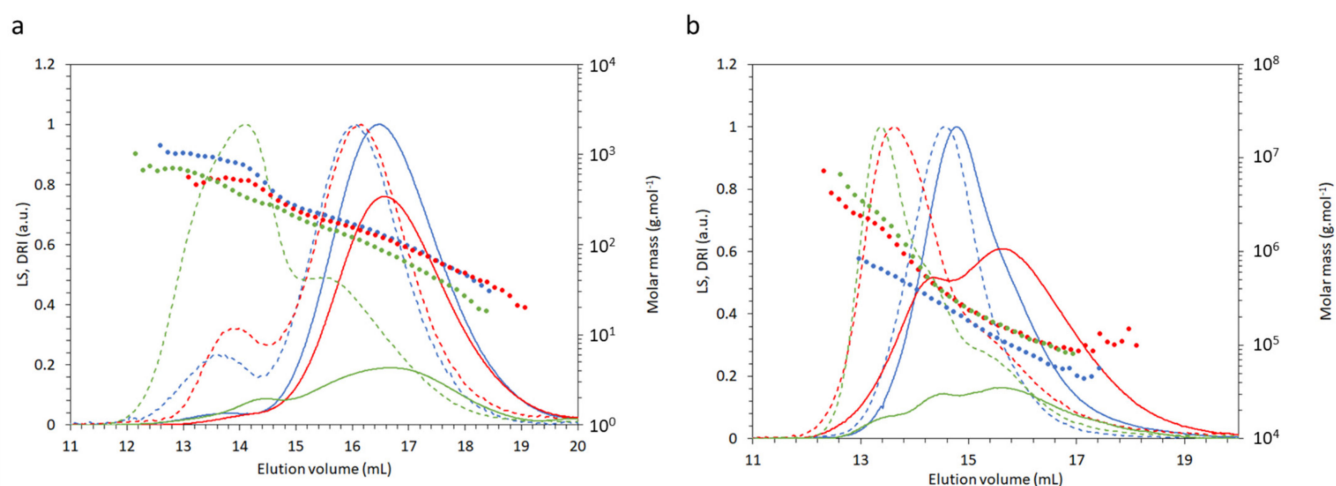 a
1.2
1
0.8
0.6
0.4
0.2
0
LS, DRI (a.u.)
11 12 13 14 15 16 17 18 19 20
Elution volume (mL)
10⁴
10³
10²
10¹
10⁰
Molar mass (g.mol⁻¹)
b
1.2
1
0.8
0.6
0.4
0.2
0
LS, DRI (a.u.)
11 13 15 17 19
Elution volume (mL)
10⁸
10⁷
10⁶
10⁵
10⁴
Molar mass (g.mol⁻¹)